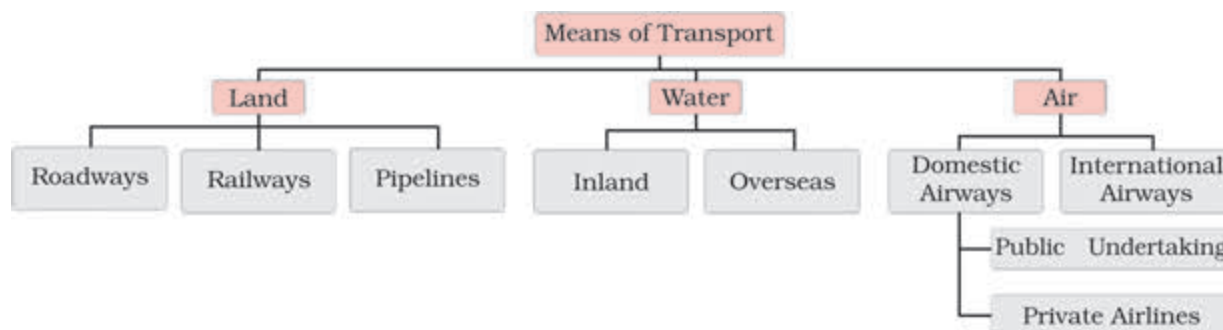 Means of Transport
Land
Water
Air
Roadways
Railways
Pipelines
Inland
Overseas
Domestic
Airways
International
Airways
Public Undertaking
Private Airlines